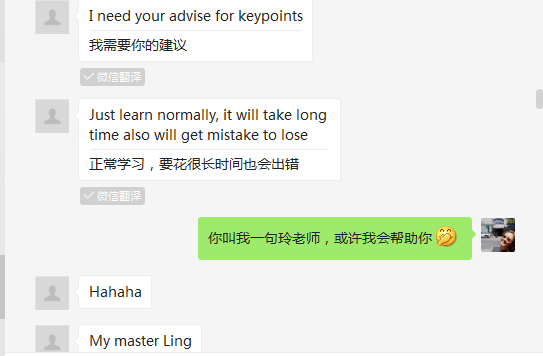 I need your advise for keypoints
我需要你的建议
微信翻译
Just learn normally, it will take long
time also will get mistake to lose
正常学习，要花很长时间也会出错
微信翻译
你叫我一句玲老师，或许我会帮助你🤭
Hahaha
My master Ling